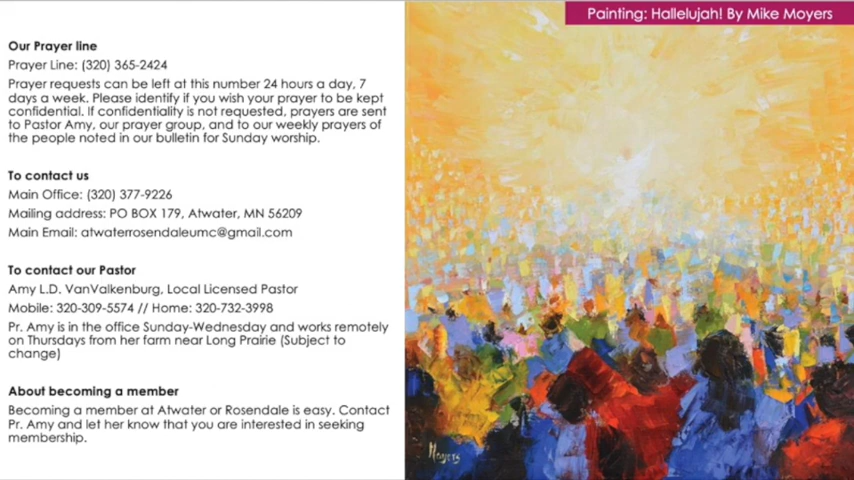 Our Prayer line
Prayer Line: (320) 365-2424
Prayer requests can be left at this number 24 hours a day, 7
days a week. Please identify if you wish your prayer to be kept
confidential. If confidentiality is not requested, prayers are sent
to Pastor Amy, our prayer group, and to our weekly prayers of
the people noted in our bulletin for Sunday worship.
To contact us
Main Office: (320) 377-9226
Mailing address: PO BOX 179, Atwater, MN 56209
Main Email: atwaterrosendaleumc@gmail.com
To contact our Pastor
Amy L.D. VanValkenburg, Local Licensed Pastor
Mobile: 320-309-5574 // Home: 320-732-3998
Pr. Amy is in the office Sunday-Wednesday and works remotely
on Thursdays from her farm near Long Prairie (Subject to
change)
About becoming a member
Becoming a member at Atwater or Rosendale is easy. Contact
Pr. Amy and let her know that you are interested in seeking
membership.
Painting: Hallelujah! By Mike Moyers
Moyers